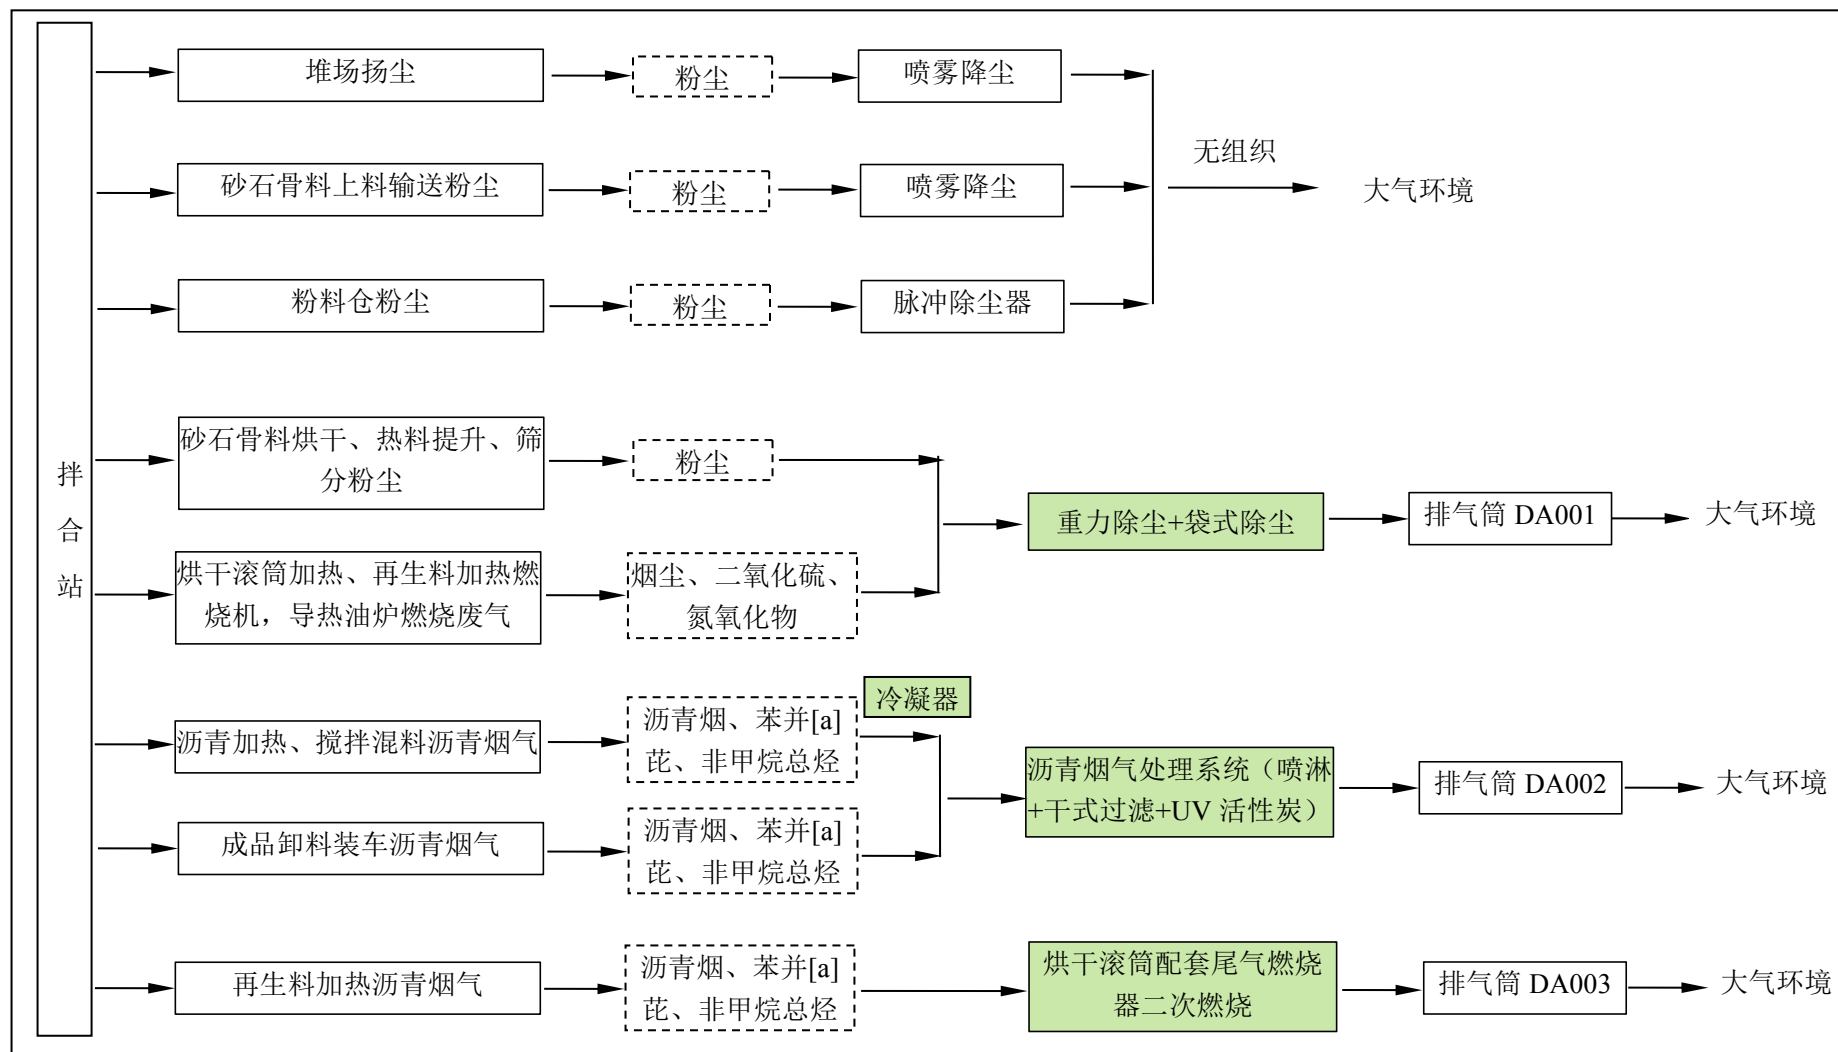 拌
合
站
堆场扬尘
粉尘
喷雾降尘
砂石骨料上料输送粉尘
粉尘
喷雾降尘
无组织
大气环境
粉料仓粉尘
粉尘
脉冲除尘器
砂石骨料烘干、热料提升、筛
分粉尘
粉尘
烘干滚筒加热、再生料加热燃
烧机，导热油炉燃烧废气
烟尘、二氧化硫、
氮氧化物
重力除尘+袋式除尘
排气筒 DA001
大气环境
沥青加热、搅拌混料沥青烟气
沥青烟、苯并[a]
芘、非甲烷总烃
冷凝器
成品卸料装车沥青烟气
沥青烟、苯并[a]
芘、非甲烷总烃
沥青烟气处理系统（喷淋
+干式过滤+UV 活性炭）
排气筒 DA002
大气环境
再生料加热沥青烟气
沥青烟、苯并[a]
芘、非甲烷总烃
烘干滚筒配套尾气燃烧
器二次燃烧
排气筒 DA003
大气环境